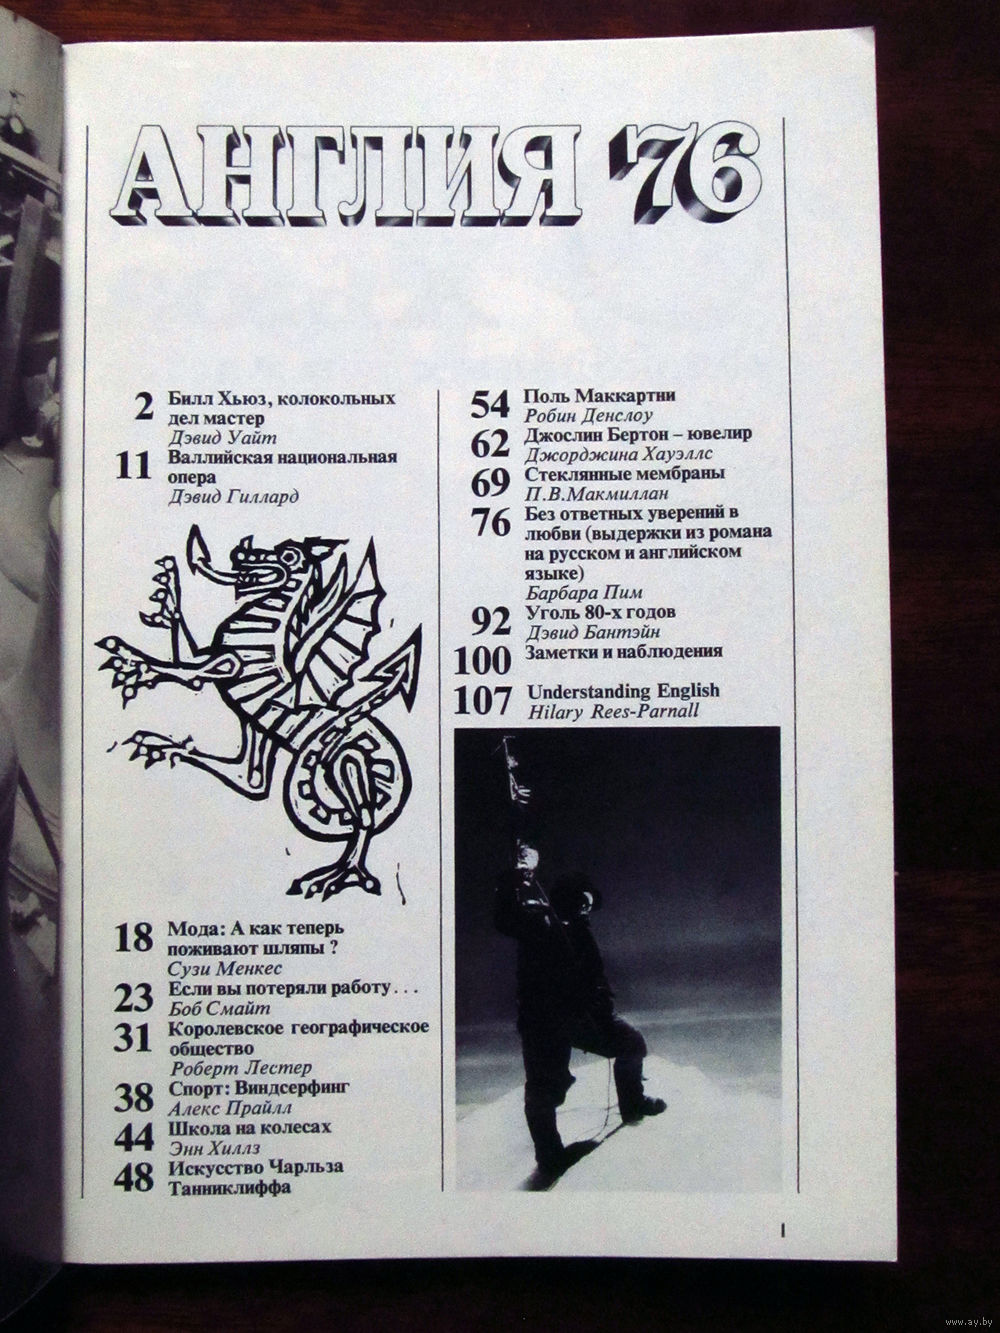 АНГЛИЯ '76
2 Билл Хьюз, колокольных
дел мастер
Дэвид Уайт
11 Валлийская национальная
опера
Дэвид Гиллард
18 Мода: А как теперь
поживают шляпы ?
Сузи Менкес
23 Если вы потеряли работу...
Боб Смайт
31 Королевское географическое
общество
Роберт Лестер
38 Спорт: Виндсерфинг
Алекс Прайлл
44 Школа на колесах
Энн Хиллз
48 Искусство Чарльза
Танниклиффа
54 Поль Маккартни
Робин Денслоу
62 Джослин Бертон – ювелир
Джорджина Хауэллс
69 Стеклянные мембраны
П.В.Макмиллан
76 Без ответных уверений в
любви (выдержки из романа
на русском и английском
языке)
Барбара Пим
92 Уголь 80-х годов
Дэвид Бантэйн
100 Заметки и наблюдения
107 Understanding English
Hilary Rees-Parnall
1
www.ay.by